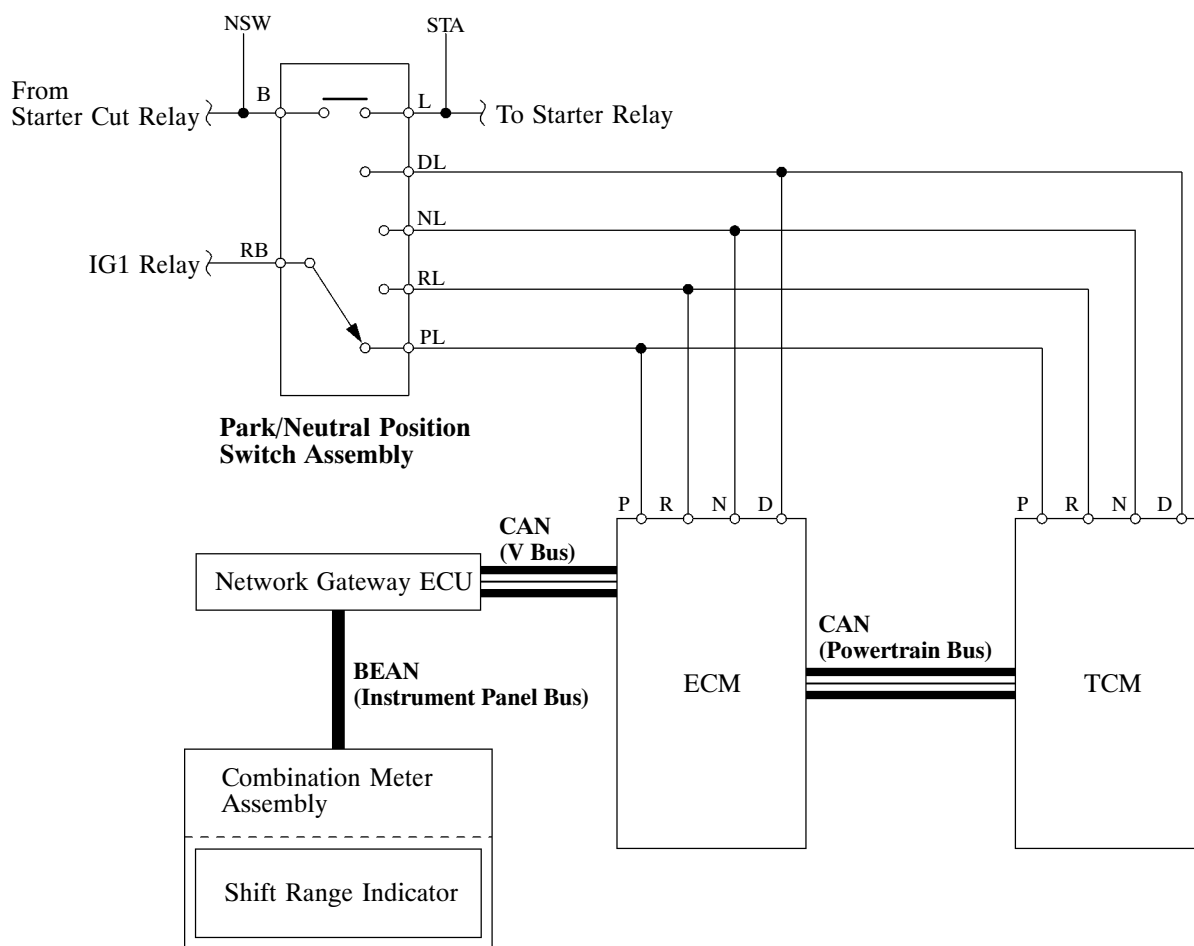 NSW
STA
From
Starter Cut Relay
B
L
To Starter Relay
DL
NL
IG1 Relay
RB
RL
PL
Park/Neutral Position
Switch Assembly
P
R
N
D
P
R
N
D
CAN
(V Bus)
Network Gateway ECU
CAN
(Powertrain Bus)
BEAN
(Instrument Panel Bus)
ECM
TCM
Combination Meter
Assembly
Shift Range Indicator